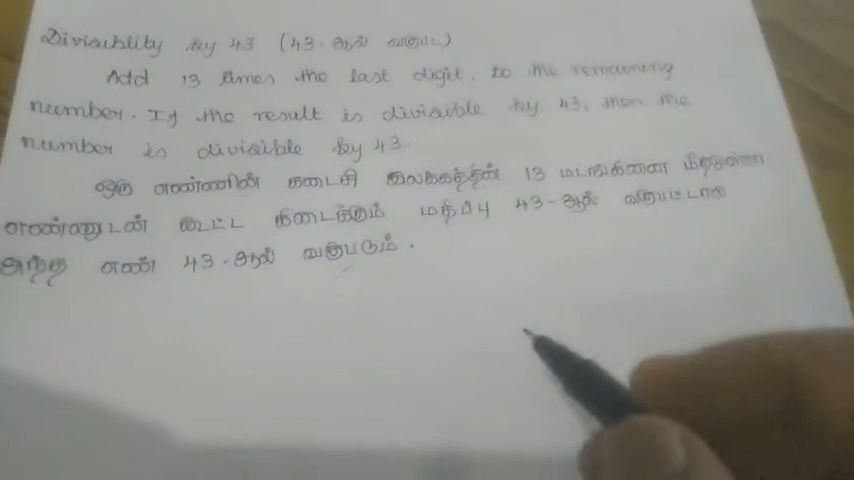 Divisiblity by 43 (43-ஆல் வகுபட)
Add 13 times the last digit to the remaining
number. If the result is divisible by 43, then the
number is divisible by 43.
ஒரு எண்ணின் கடைசி இலக்கத்தின் 13 மடங்கினை மீதமுள்ள
எண்ணுடன் கூட்ட கிடைக்கும் மதிப்பு 43-ஆல் வகுபட்டால்
அந்த எண் 43-ஆல் வகுபடும்.